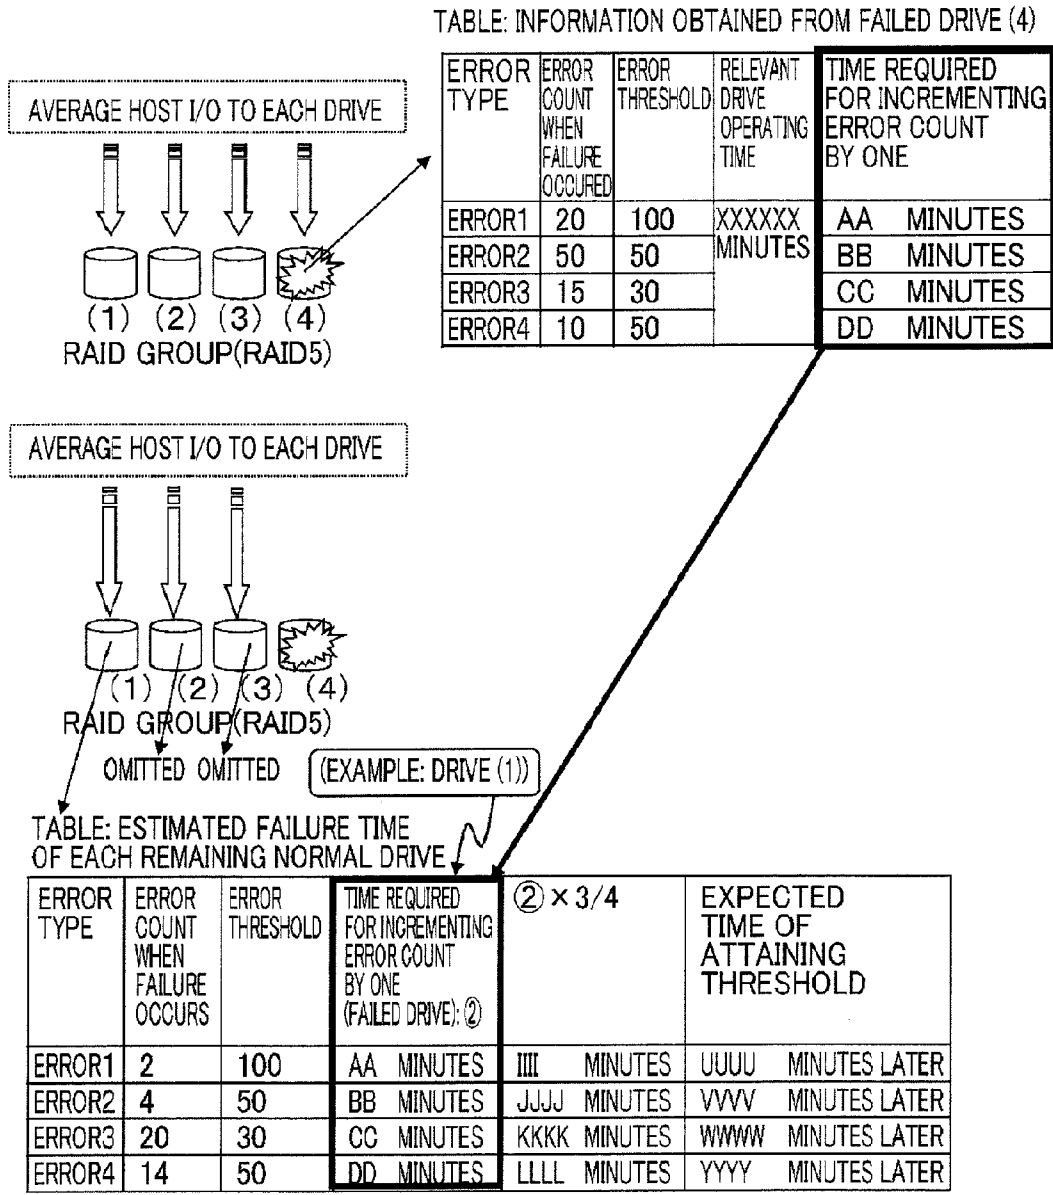 TABLE: INFORMATION OBTAINED FROM FAILED DRIVE (4)
AVERAGE HOST I/O TO EACH DRIVE
(1) (2) (3) (4)
RAID GROUP(RAID5)
ERROR TYPE | ERROR COUNT WHEN FAILURE OCCURED | ERROR THRESHOLD | RELEVANT DRIVE OPERATING TIME | TIME REQUIRED FOR INCREMENTING ERROR COUNT BY ONE
ERROR1 | 20 | 100 | XXXXXX MINUTES | AA MINUTES
ERROR2 | 50 | 50 | BB MINUTES
ERROR3 | 15 | 30 | CC MINUTES
ERROR4 | 10 | 50 | DD MINUTES
AVERAGE HOST I/O TO EACH DRIVE
(1) (2) (3) (4)
RAID GROUP(RAID5)
OMITTED OMITTED
(EXAMPLE: DRIVE (1))
TABLE: ESTIMATED FAILURE TIME
OF EACH REMAINING NORMAL DRIVE
ERROR TYPE | ERROR COUNT WHEN FAILURE OCCURS | ERROR THRESHOLD | TIME REQUIRED FOR INCREMENTING ERROR COUNT BY ONE (FAILED DRIVE): ② | ② × 3/4 | EXPECTED TIME OF ATTAINING THRESHOLD
ERROR1 | 2 | 100 | AA MINUTES | IIII MINUTES | UUUU MINUTES LATER
ERROR2 | 4 | 50 | BB MINUTES | JJJJ MINUTES | VVVV MINUTES LATER
ERROR3 | 20 | 30 | CC MINUTES | KKKK MINUTES | WWWW MINUTES LATER
ERROR4 | 14 | 50 | DD MINUTES | LLLL MINUTES | YYYY MINUTES LATER